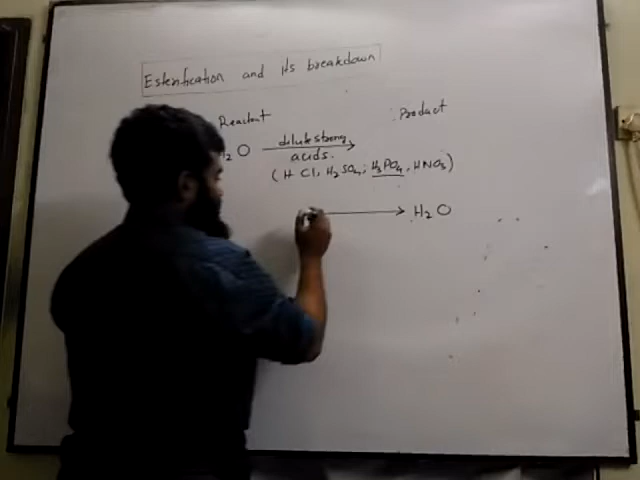 Esterification and its breakdown
Reactant Product
H₂O dilute strong
acids.
(HCl, H₂SO₄, H₃PO₄, HNO₃)
H₂O